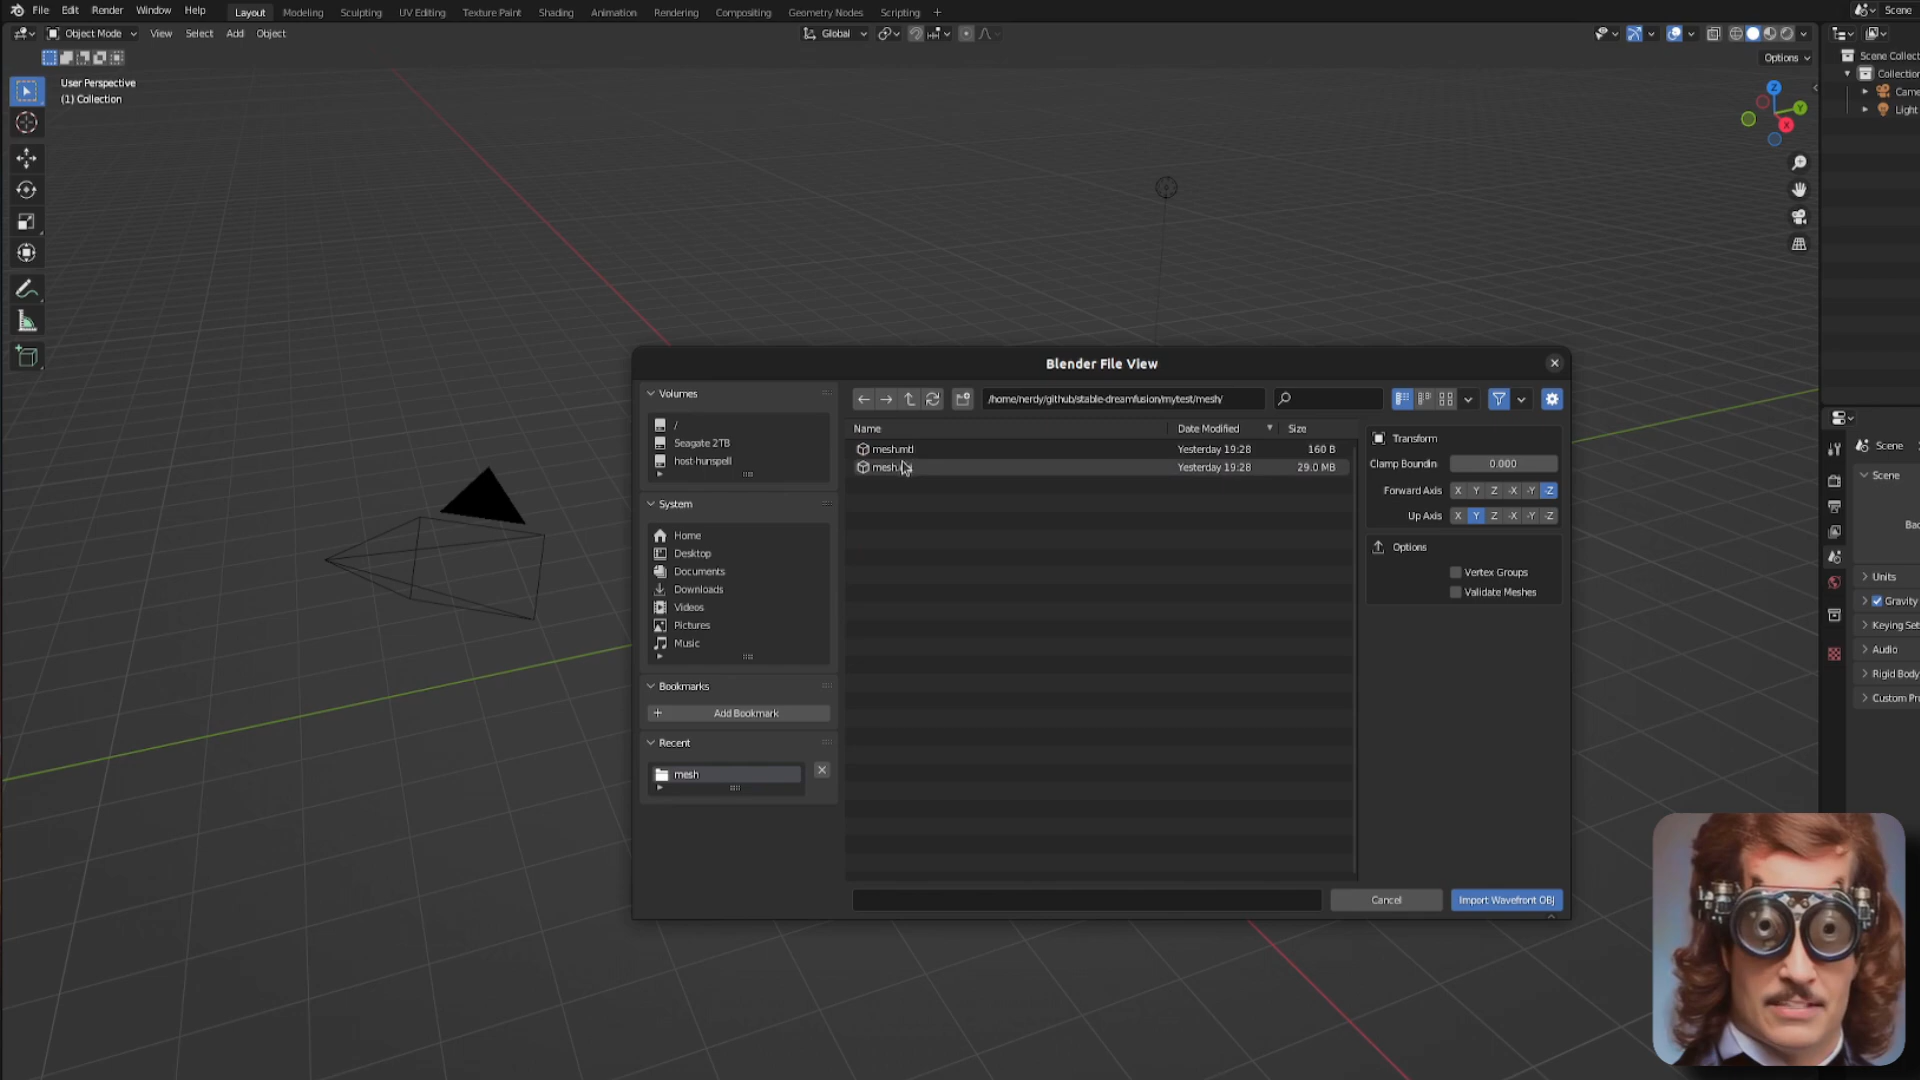 File Edit Render Window Help Layout Modeling Sculpting UV Editing Texture Paint Shading Animation Rendering Compositing Geometry Nodes Scripting + Scene
Object Mode View Select Add Object Global
Options
User Perspective
(1) Collection
Z
Y
X
Scene Collect
Collection
Came
Light
Blender File View
Volumes
/
Seagate 2TB
host-hunspell
System
Home
Desktop
Documents
Downloads
Videos
Pictures
Music
Bookmarks
+ Add Bookmark
Recent
mesh
/home/nerdy/github/stable-dreamfusion/mytest/mesh/
Name Date Modified Size
mesh.mtl Yesterday 19:28 160 B
Yesterday 19:28 29.0 MB
Transform
Clamp Boundin 0.000
Forward Axis X Y Z -X -Y -Z
Up Axis X Y Z -X -Y -Z
Options
Vertex Groups
Validate Meshes
Cancel Import Wavefront OBJ
Scene
Scene
Bac
Units
Gravity
Keying Set
Audio
Rigid Body
Custom Pr